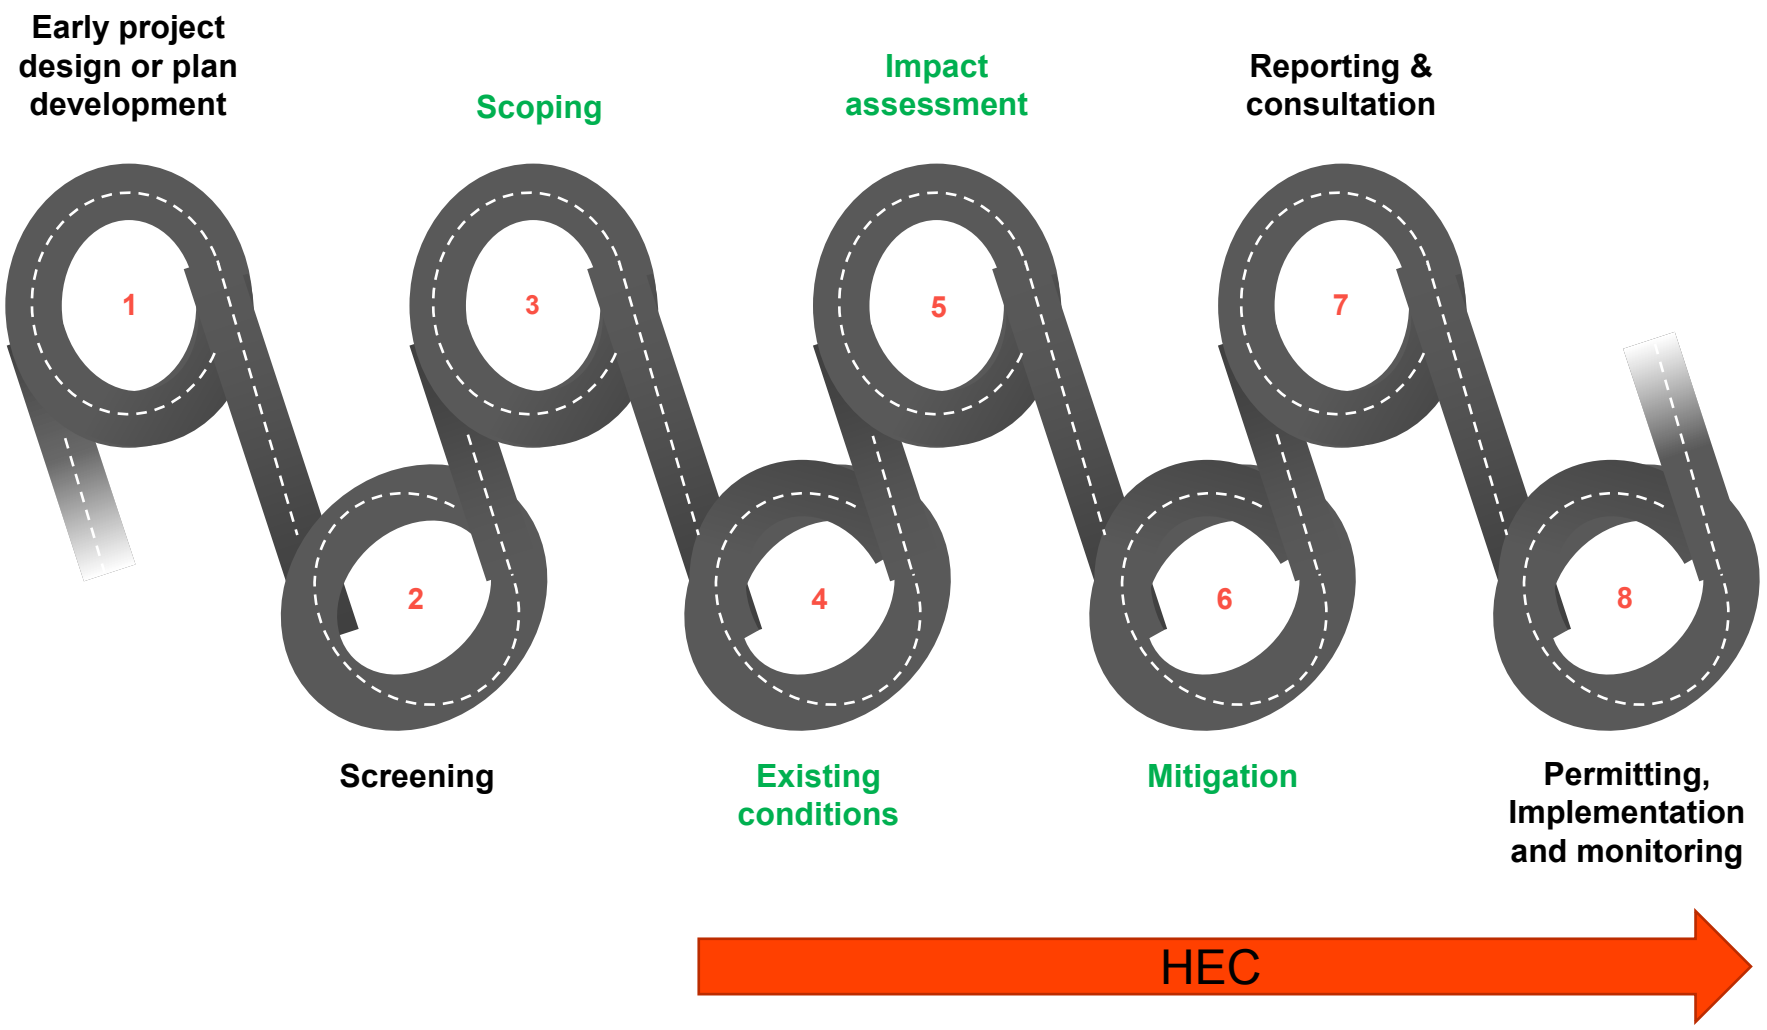 Early project
design or plan
development
1
Screening
2
Scoping
3
Existing
conditions
4
Impact
assessment
5
Mitigation
6
Reporting &
consultation
7
Permitting,
Implementation
and monitoring
8
HEC